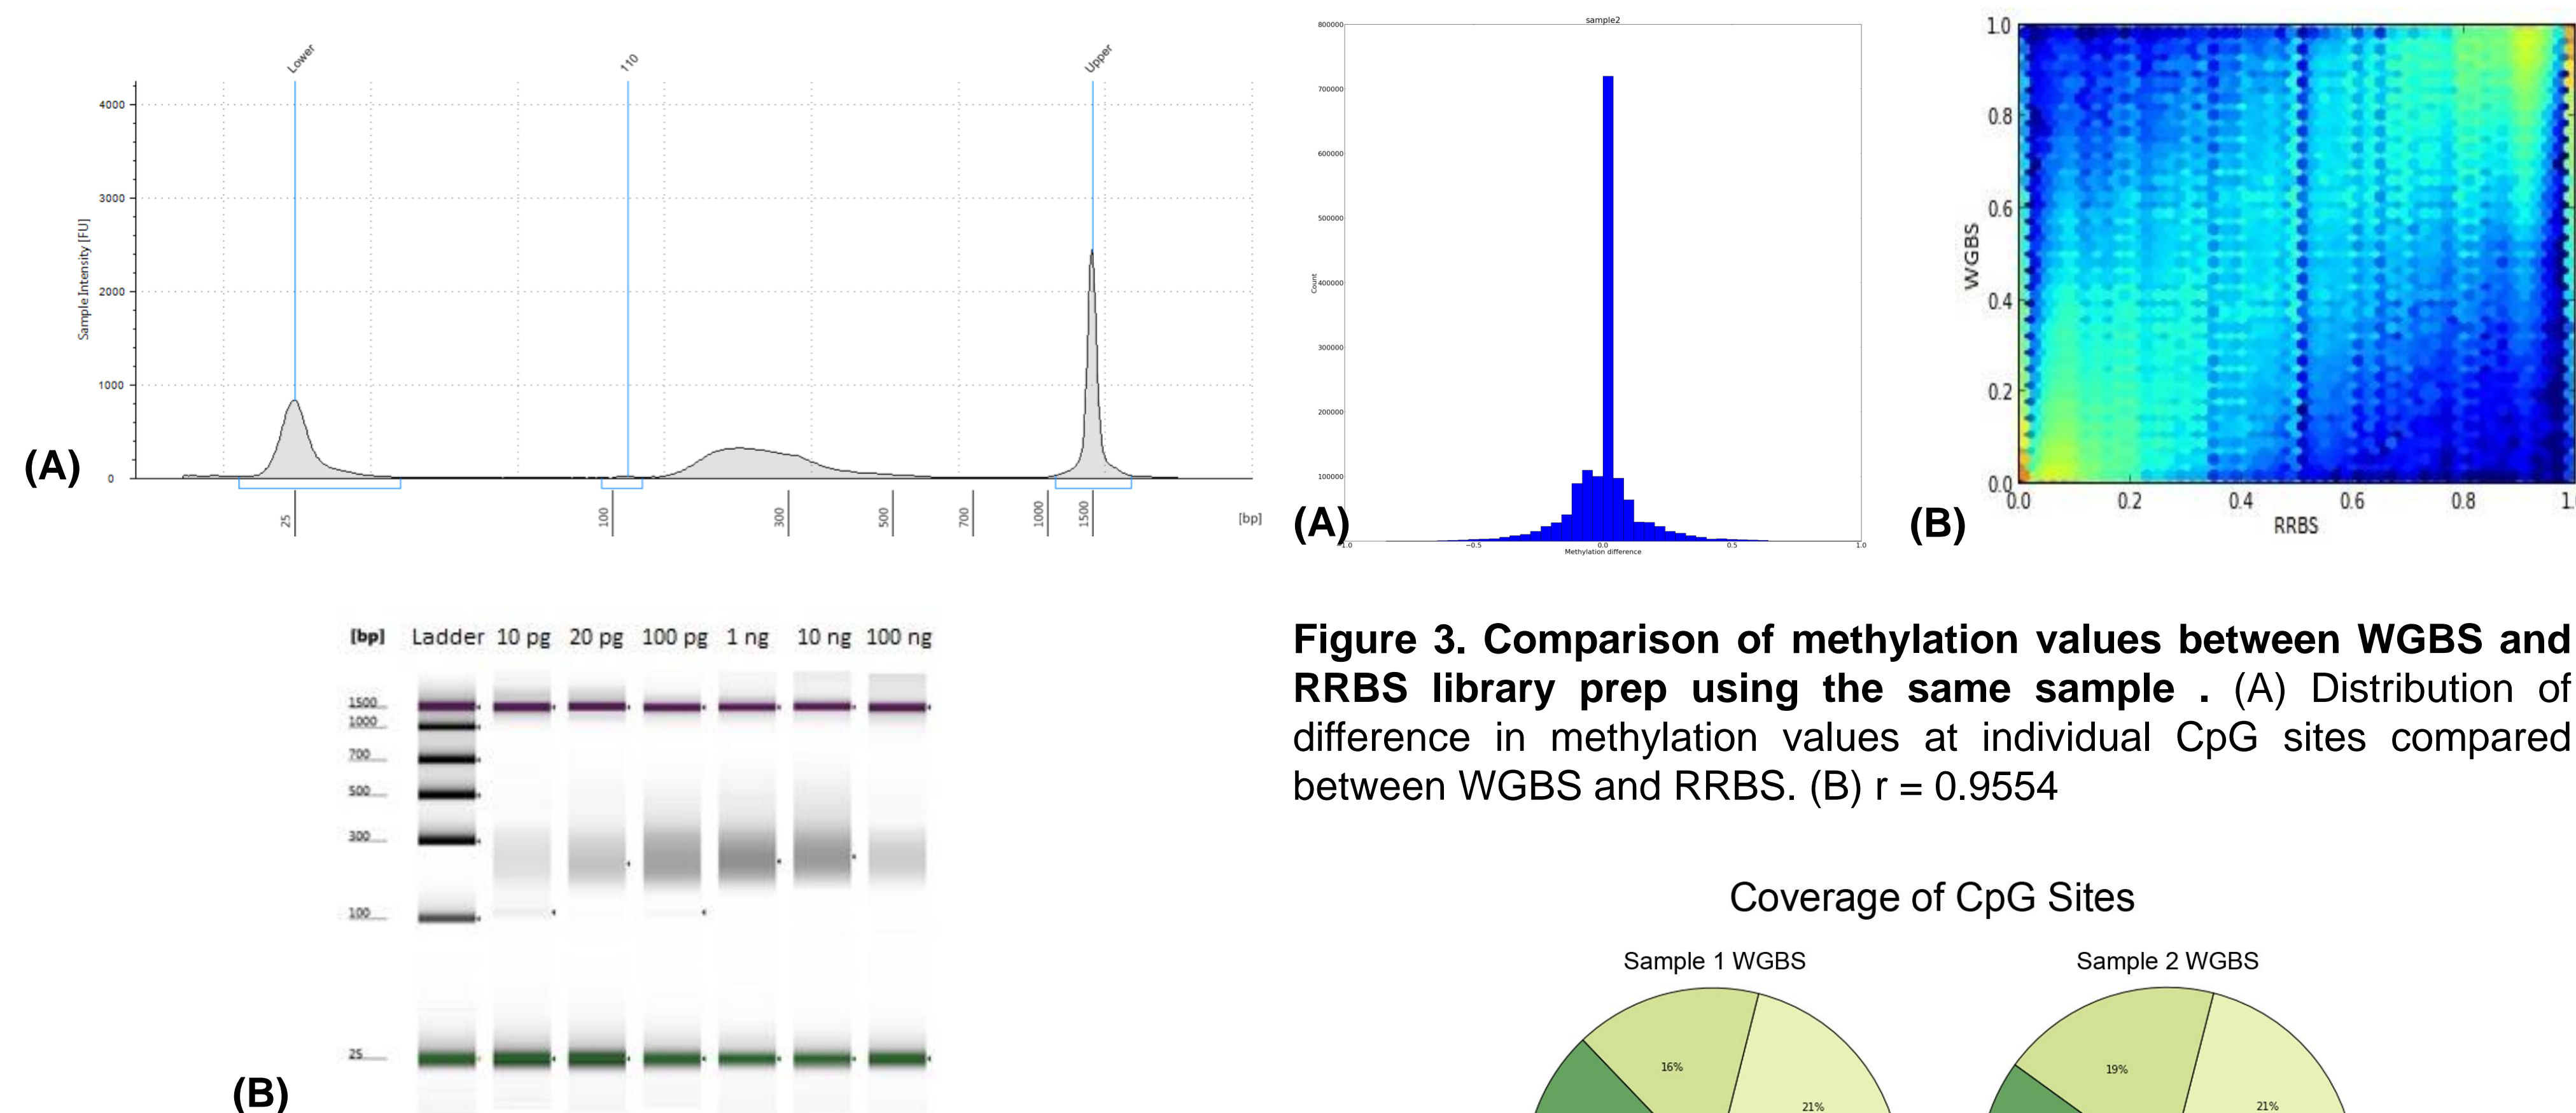 Lower
110
Upper
4000
3000
2000
1000
0
Sample Intensity [FU]
25
100
300
500
700
1000
1500
[bp]
(A)
[bp] Ladder 10 pg 20 pg 100 pg 1 ng 10 ng 100 ng
1500
1000
700
500
300
100
25
(B)
sample2
800000
700000
600000
500000
400000
300000
200000
100000
Count
1.0 −0.5 0.0 0.5 1.0
Methylation difference
(A)
1.0
0.8
0.6
0.4
0.2
0.0
WGBS
0.0 0.2 0.4 0.6 0.8 1.
RRBS
(B)
Figure 3. Comparison of methylation values between WGBS and
RRBS library prep using the same sample . (A) Distribution of
difference in methylation values at individual CpG sites compared
between WGBS and RRBS. (B) r = 0.9554
Coverage of CpG Sites
Sample 1 WGBS
16%
21%
Sample 2 WGBS
19%
21%